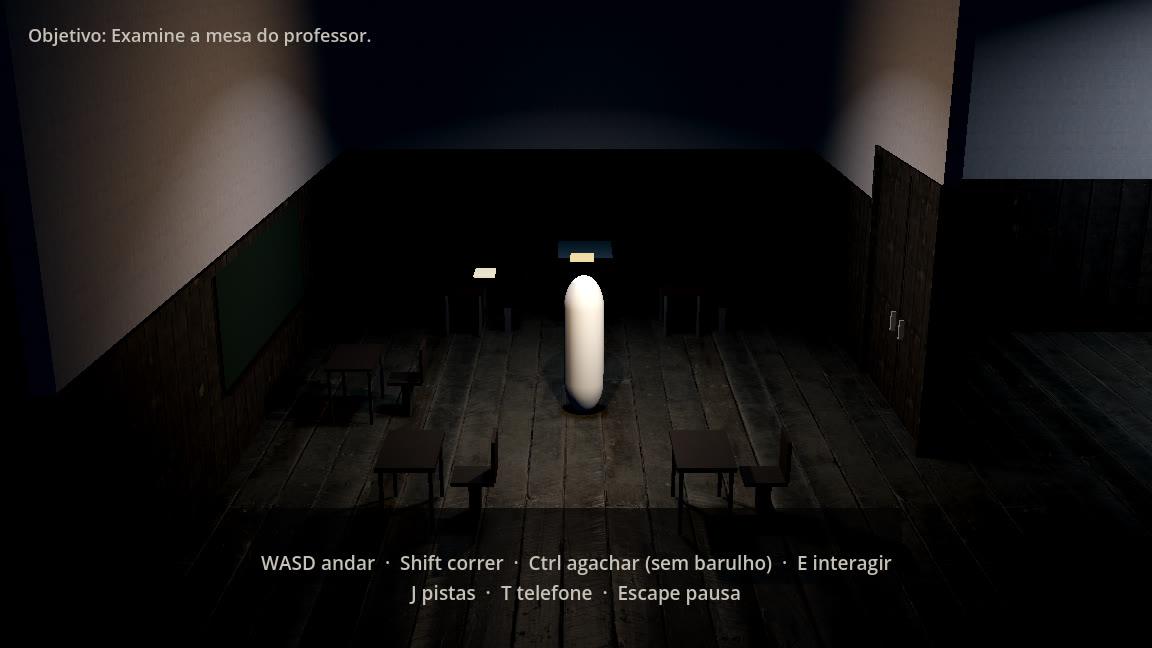 Objetivo: Examine a mesa do professor.
WASD andar · Shift correr · Ctrl agachar (sem barulho) · E interagir
J pistas · T telefone · Escape pausa